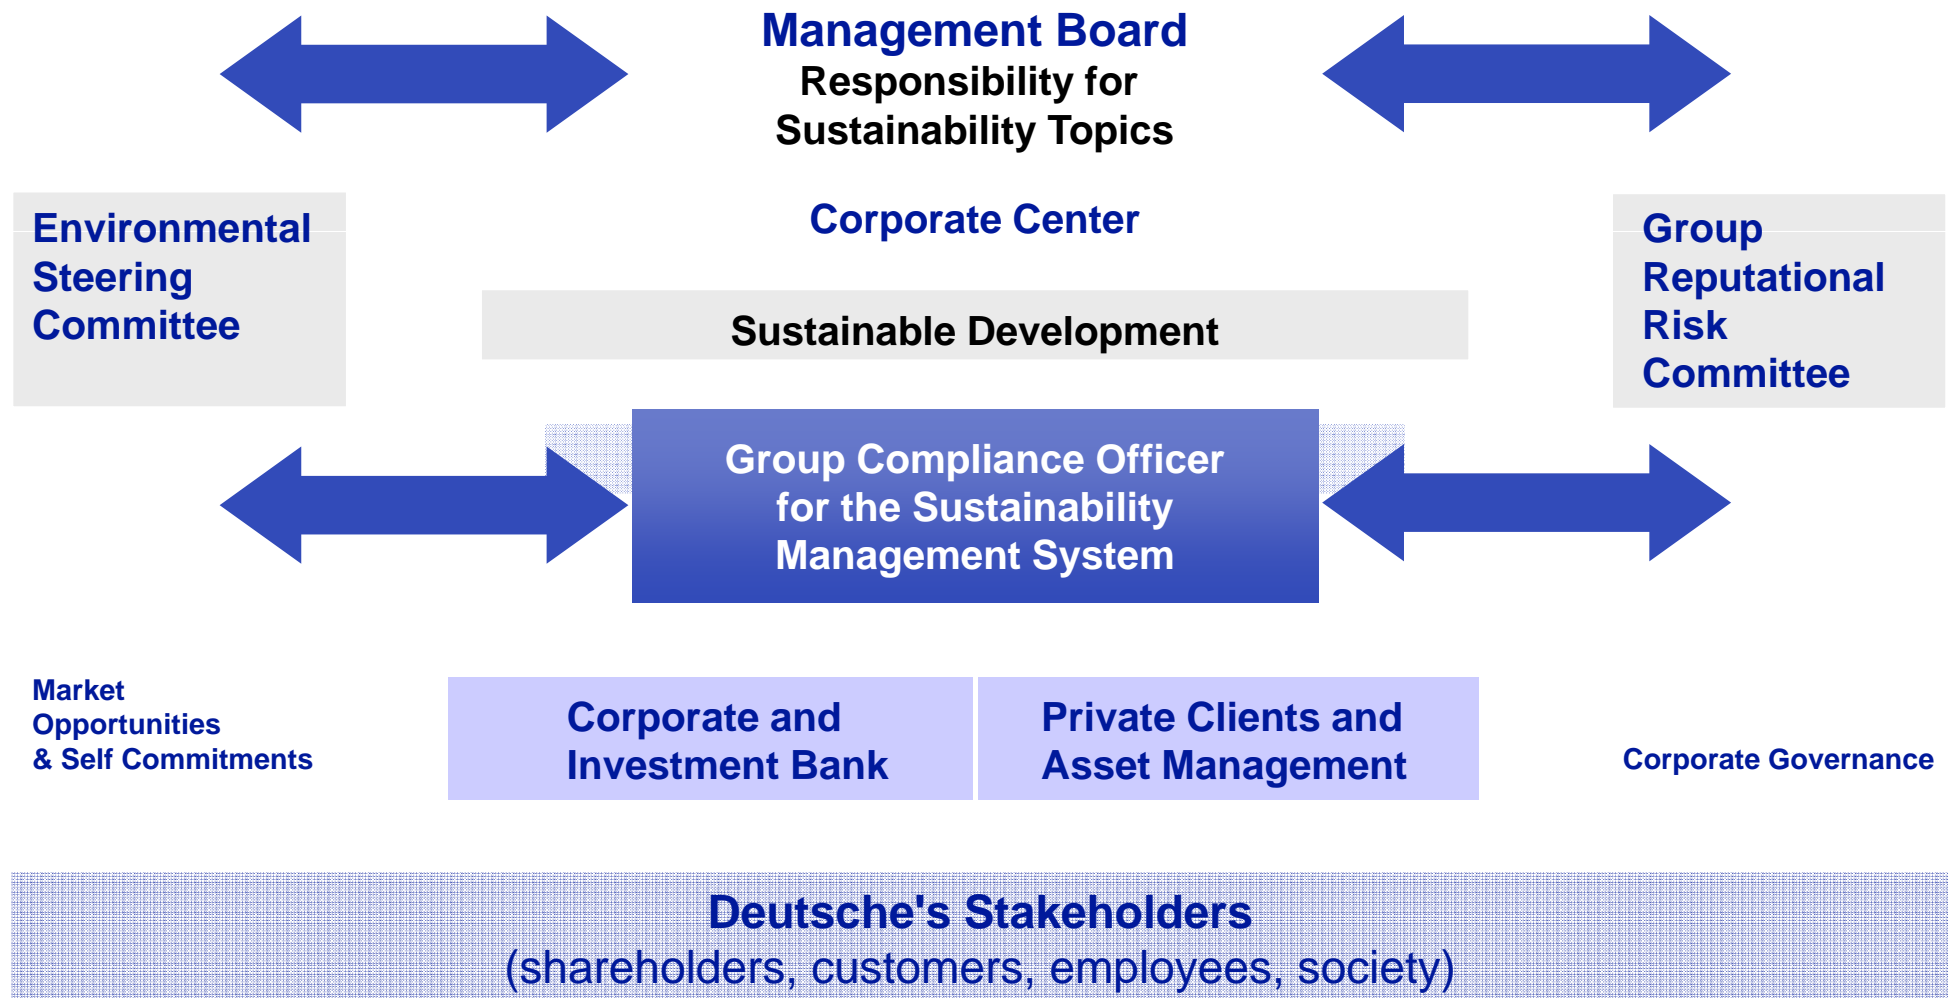 Management Board
Responsibility for
Sustainability Topics
Environmental
Steering
Committee
Corporate Center
Sustainable Development
Group
Reputational
Risk
Committee
Group Compliance Officer
for the Sustainability
Management System
Market
Opportunities
& Self Commitments
Corporate and
Investment Bank
Private Clients and
Asset Management
Corporate Governance
Deutsche's Stakeholders
(shareholders, customers, employees, society)